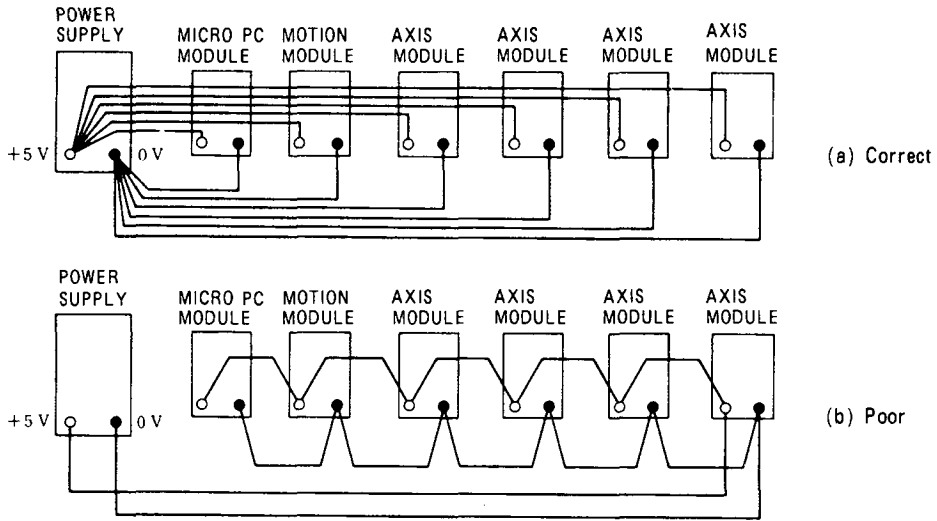 POWER
SUPPLY
MICRO PC
MODULE
MOTION
MODULE
AXIS
MODULE
AXIS
MODULE
AXIS
MODULE
AXIS
MODULE
+5 V
0 V
(a) Correct
POWER
SUPPLY
MICRO PC
MODULE
MOTION
MODULE
AXIS
MODULE
AXIS
MODULE
AXIS
MODULE
AXIS
MODULE
+5 V
0 V
(b) Poor